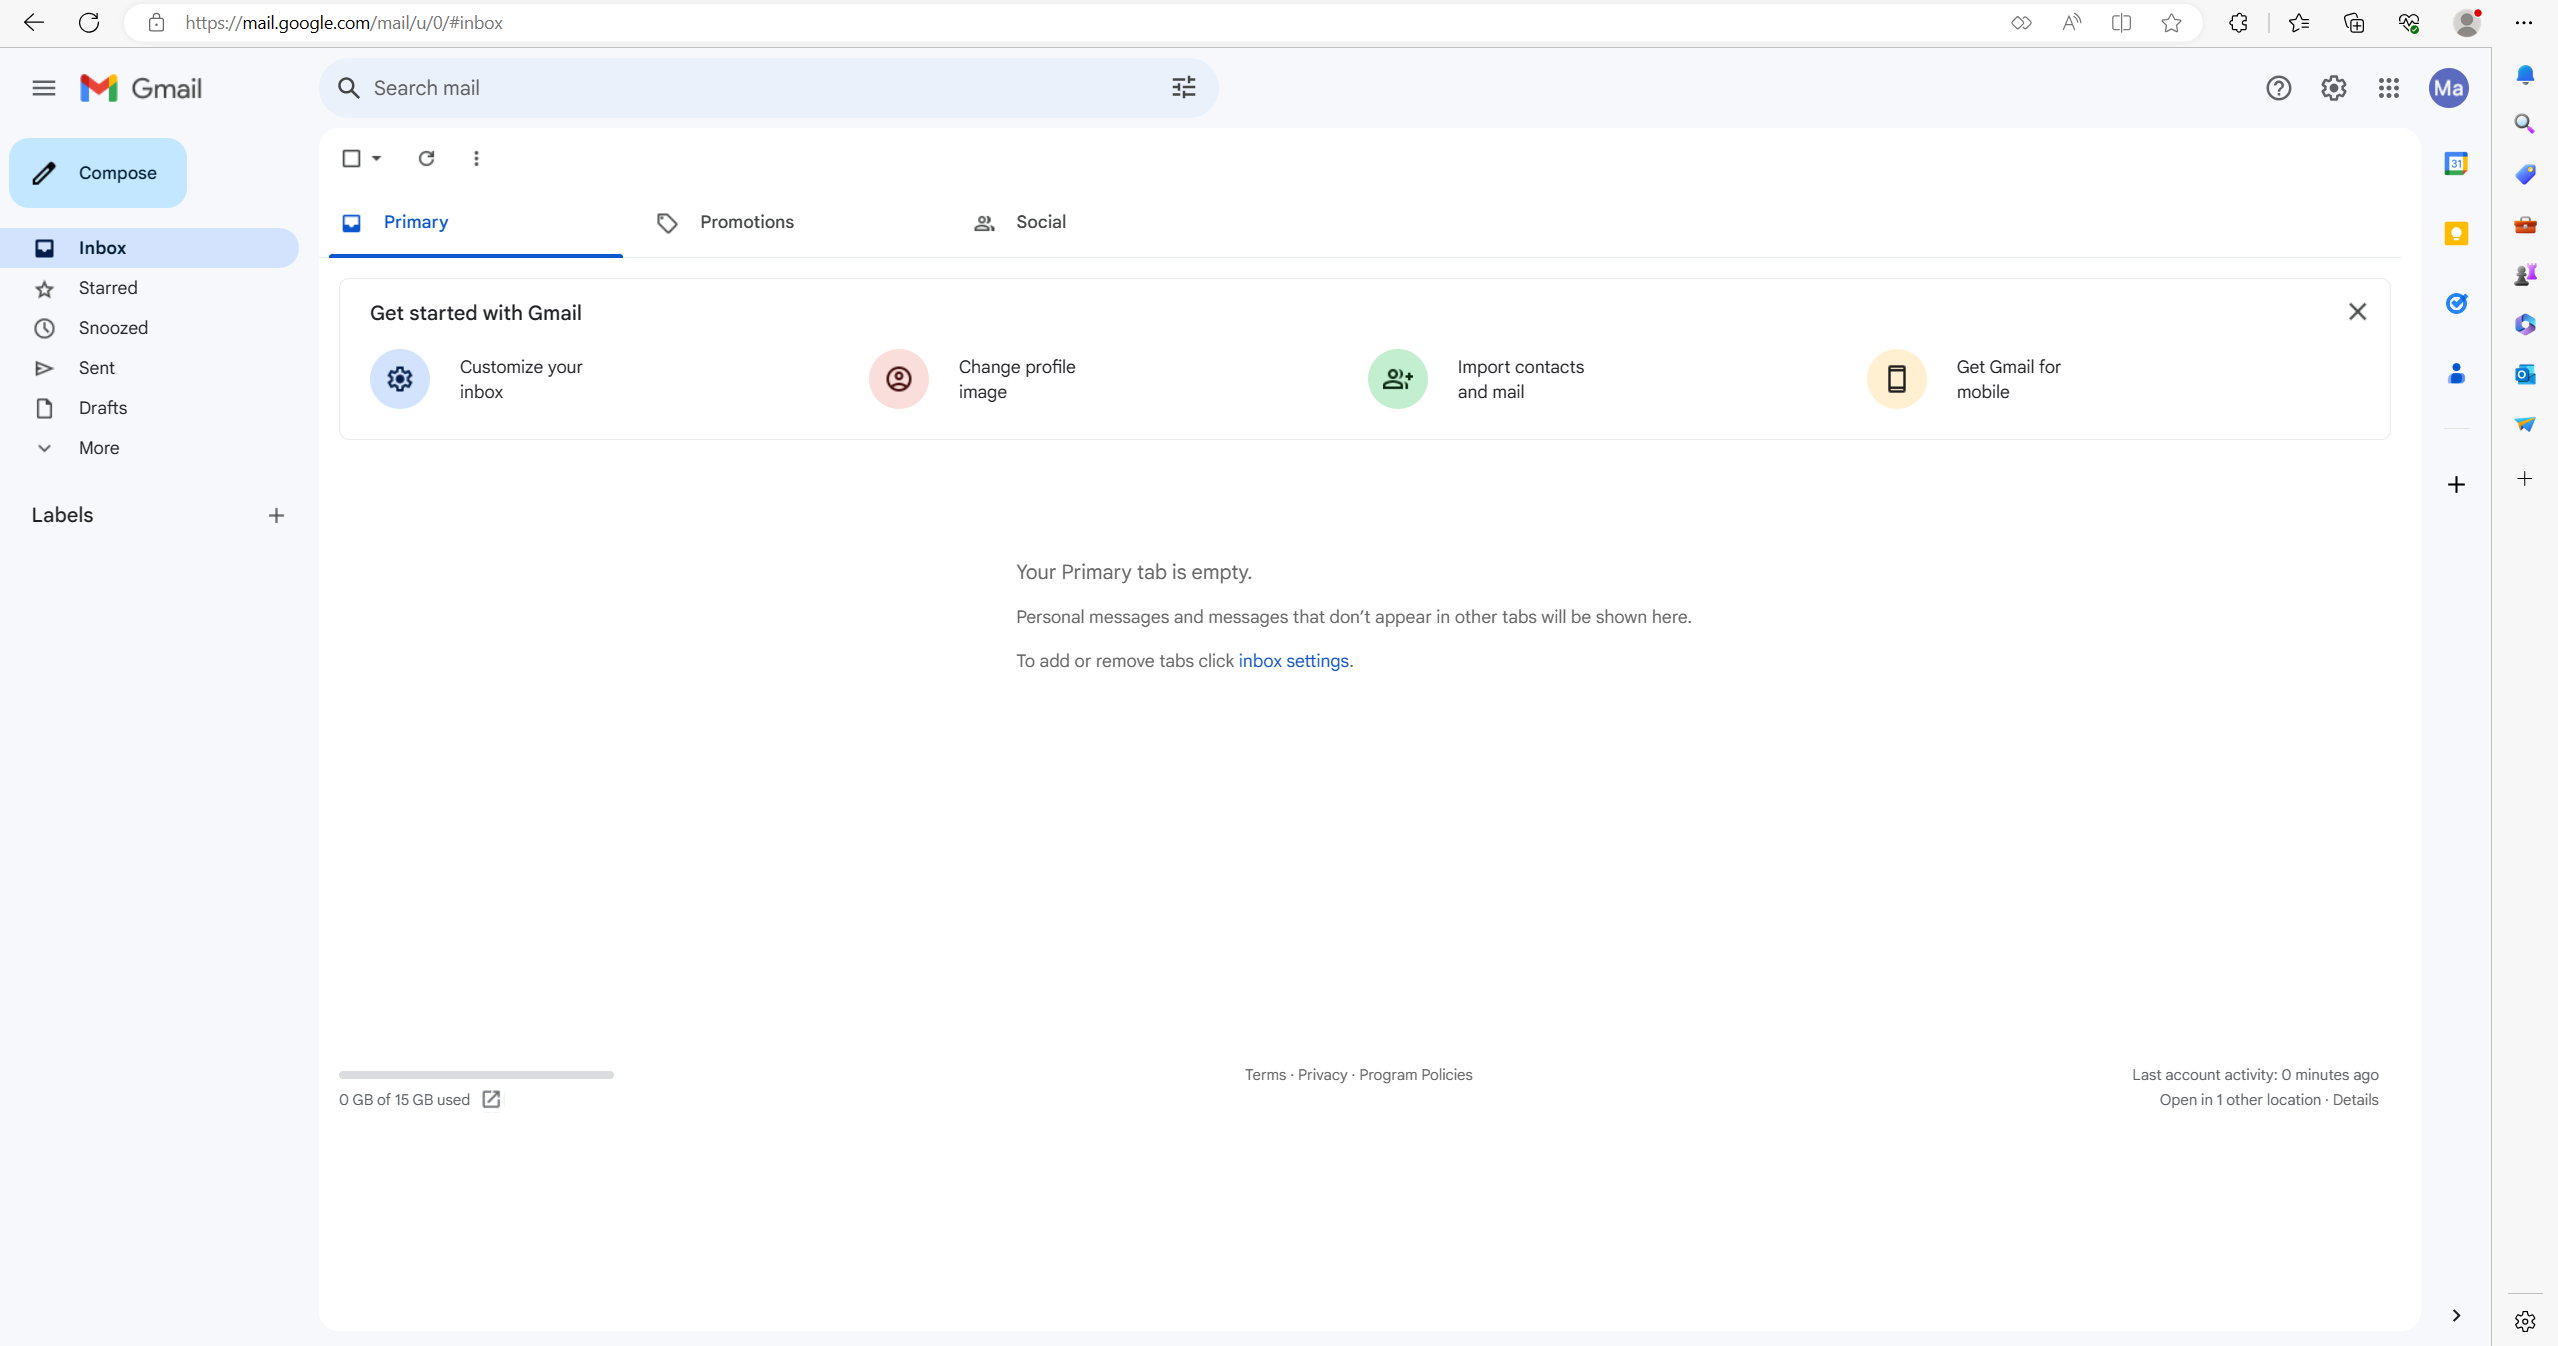 https://mail.google.com/mail/u/0/#inbox
Gmail
Search mail
Ma
Compose
Inbox
Starred
Snoozed
Sent
Drafts
More
Labels
Primary
Promotions
Social
Get started with Gmail
Customize your
inbox
Change profile
image
Import contacts
and mail
Get Gmail for
mobile
Your Primary tab is empty.
Personal messages and messages that don’t appear in other tabs will be shown here.
To add or remove tabs click inbox settings.
0 GB of 15 GB used
Terms · Privacy · Program Policies
Last account activity: 0 minutes ago
Open in 1 other location · Details
31